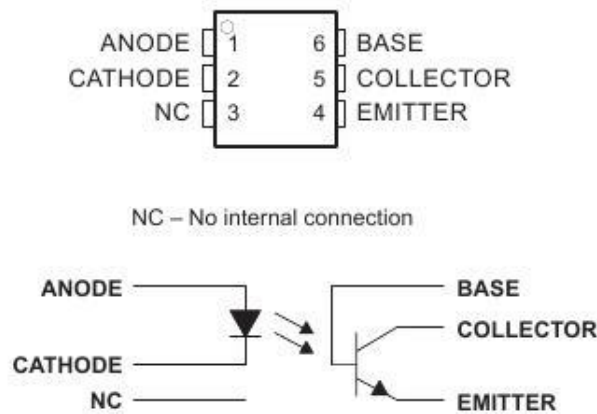 ANODE 1 6 BASE
CATHODE 2 5 COLLECTOR
NC 3 4 EMITTER
NC – No internal connection
ANODE BASE
COLLECTOR
CATHODE
NC EMITTER